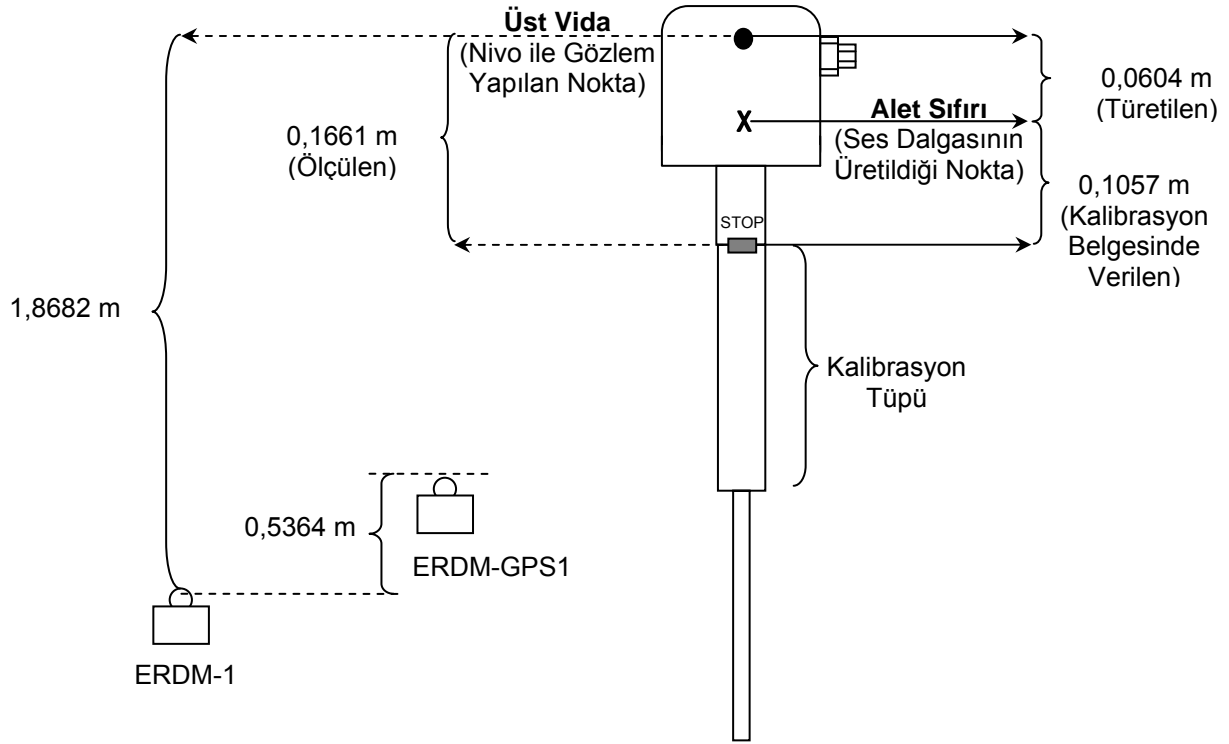 Üst Vida
(Nivo ile Gözlem
Yapılan Nokta)
0,0604 m
(Türetilen)
Alet Sıfırı
(Ses Dalgasının
Üretildiği Nokta)
X
0,1661 m
(Ölçülen)
0,1057 m
(Kalibrasyon
Belgesinde
Verilen)
STOP
1,8682 m
Kalibrasyon
Tüpü
0,5364 m
ERDM-GPS1
ERDM-1